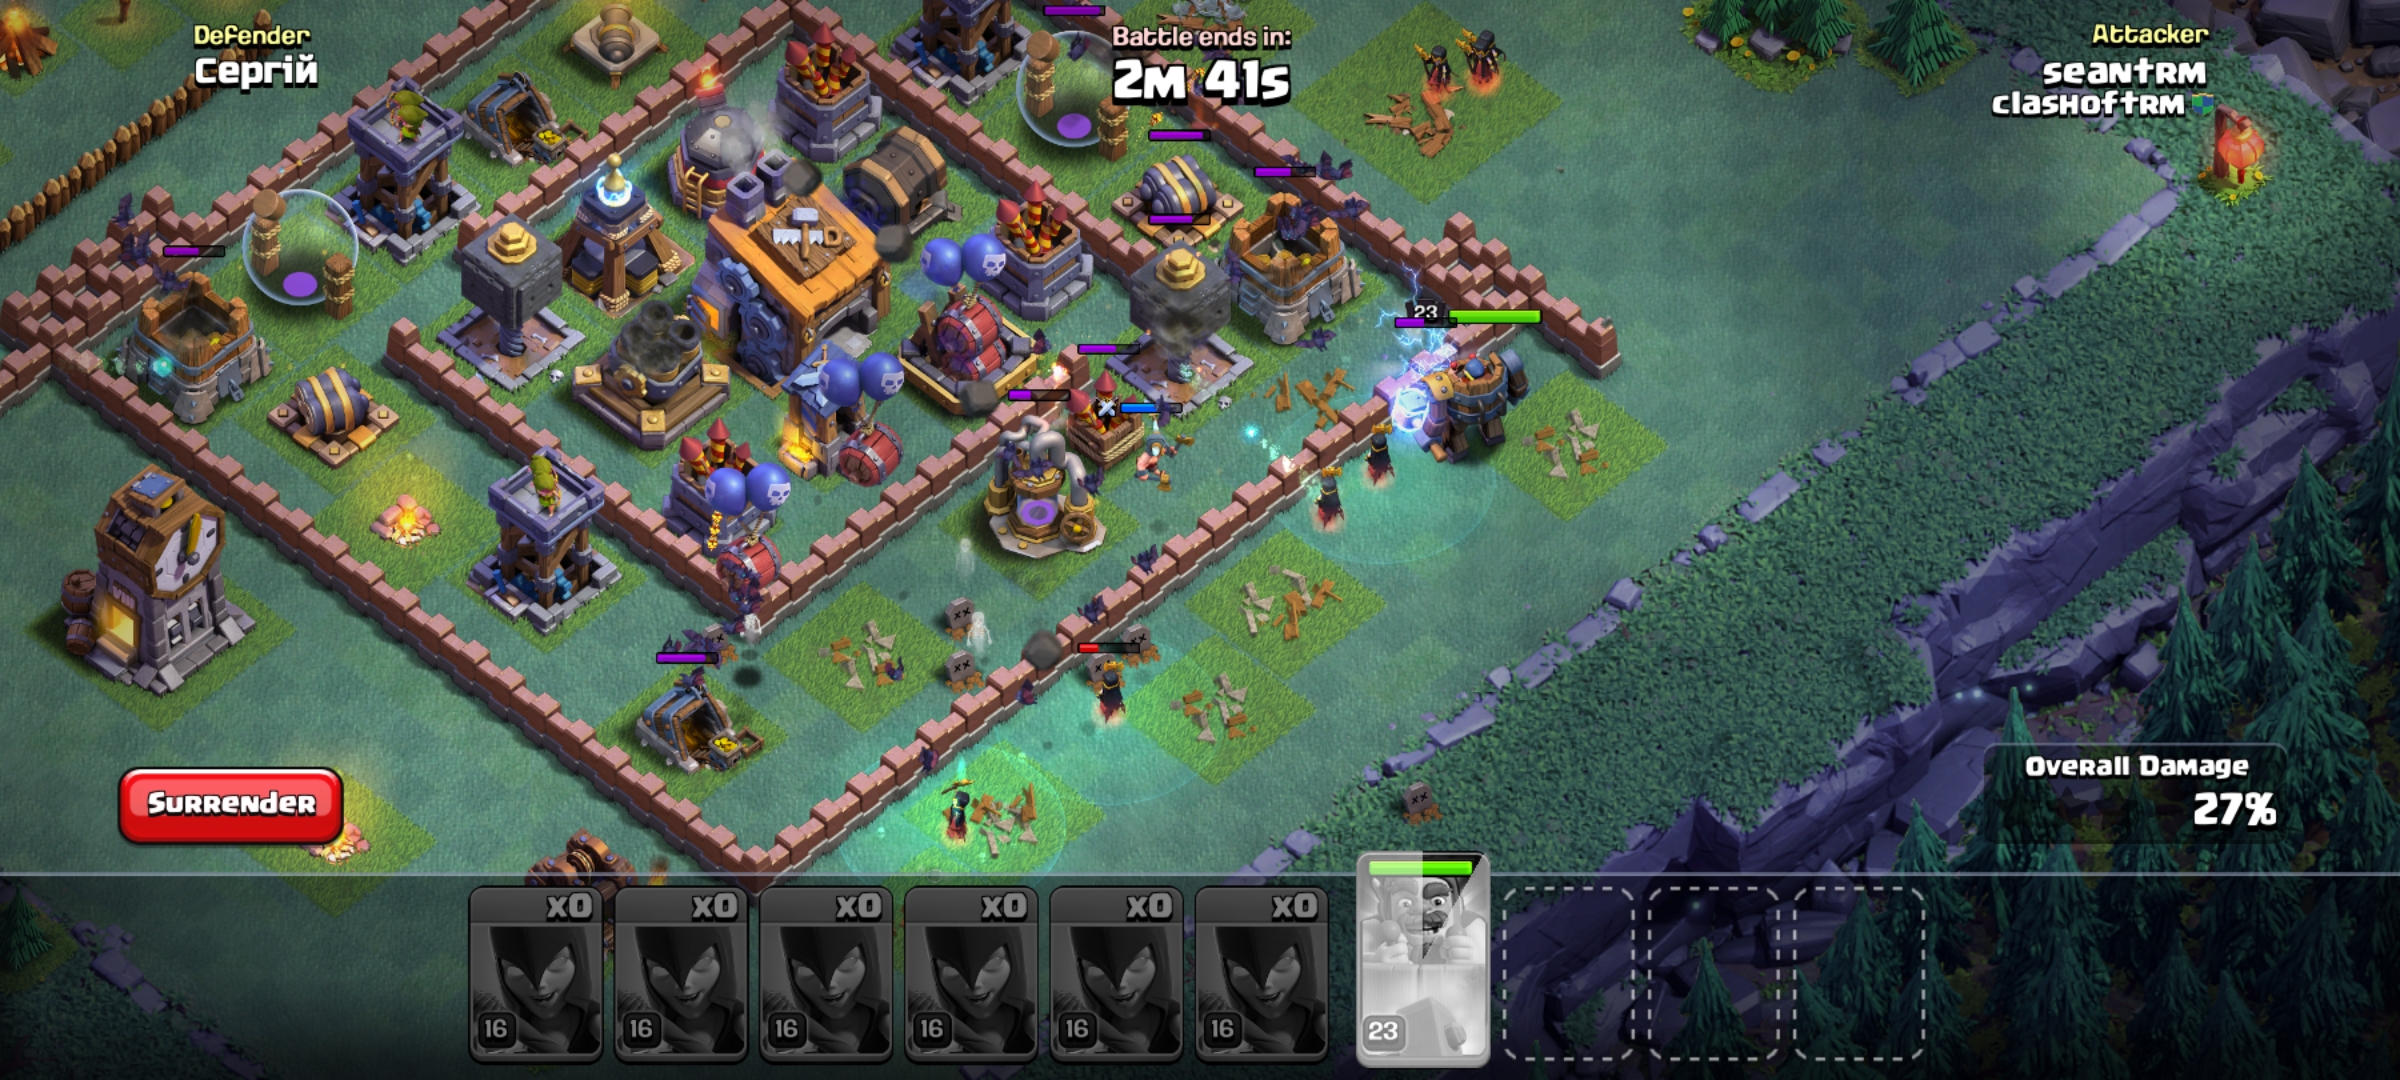 Defender
Сергій
Battle ends in:
2M 41s
Attacker
seantRM
clashoftRM
23
Overall Damage
27%
Surrender
x0
x0
x0
x0
x0
x0
16
16
16
16
16
16
23